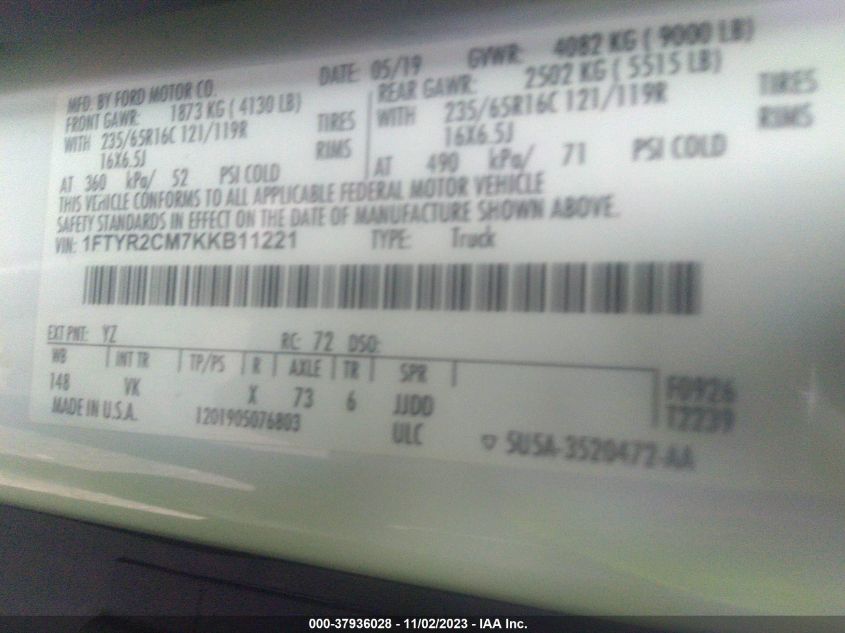 MFD. BY FORD MOTOR CO.
DATE: 05/19 GVWR: 4082 KG ( 9000 LB)
FRONT GAWR: 1873 KG ( 4130 LB)
WITH 235/65R16C 121/119R TIRES
16X6.5J RIMS
AT 360 kPa/ 52 PSI COLD
REAR GAWR: 2502 KG ( 5515 LB)
WITH 235/65R16C 121/119R TIRES
16X6.5J RIMS
AT 490 kPa/ 71 PSI COLD
THIS VEHICLE CONFORMS TO ALL APPLICABLE FEDERAL MOTOR VEHICLE
SAFETY STANDARDS IN EFFECT ON THE DATE OF MANUFACTURE SHOWN ABOVE.
VIN: 1FTYR2CM7KKB11221 TYPE: Truck
EXT PNT: YZ RC: 72 DSO:
WB INT TR TP/PS R AXLE TR SPR
148 VK X 73 6 JJDD
F0926
T2239
MADE IN U.S.A. 1201905076803
ULC 5U5A-3520472-AA
000-37936028 - 11/02/2023 - IAA Inc.